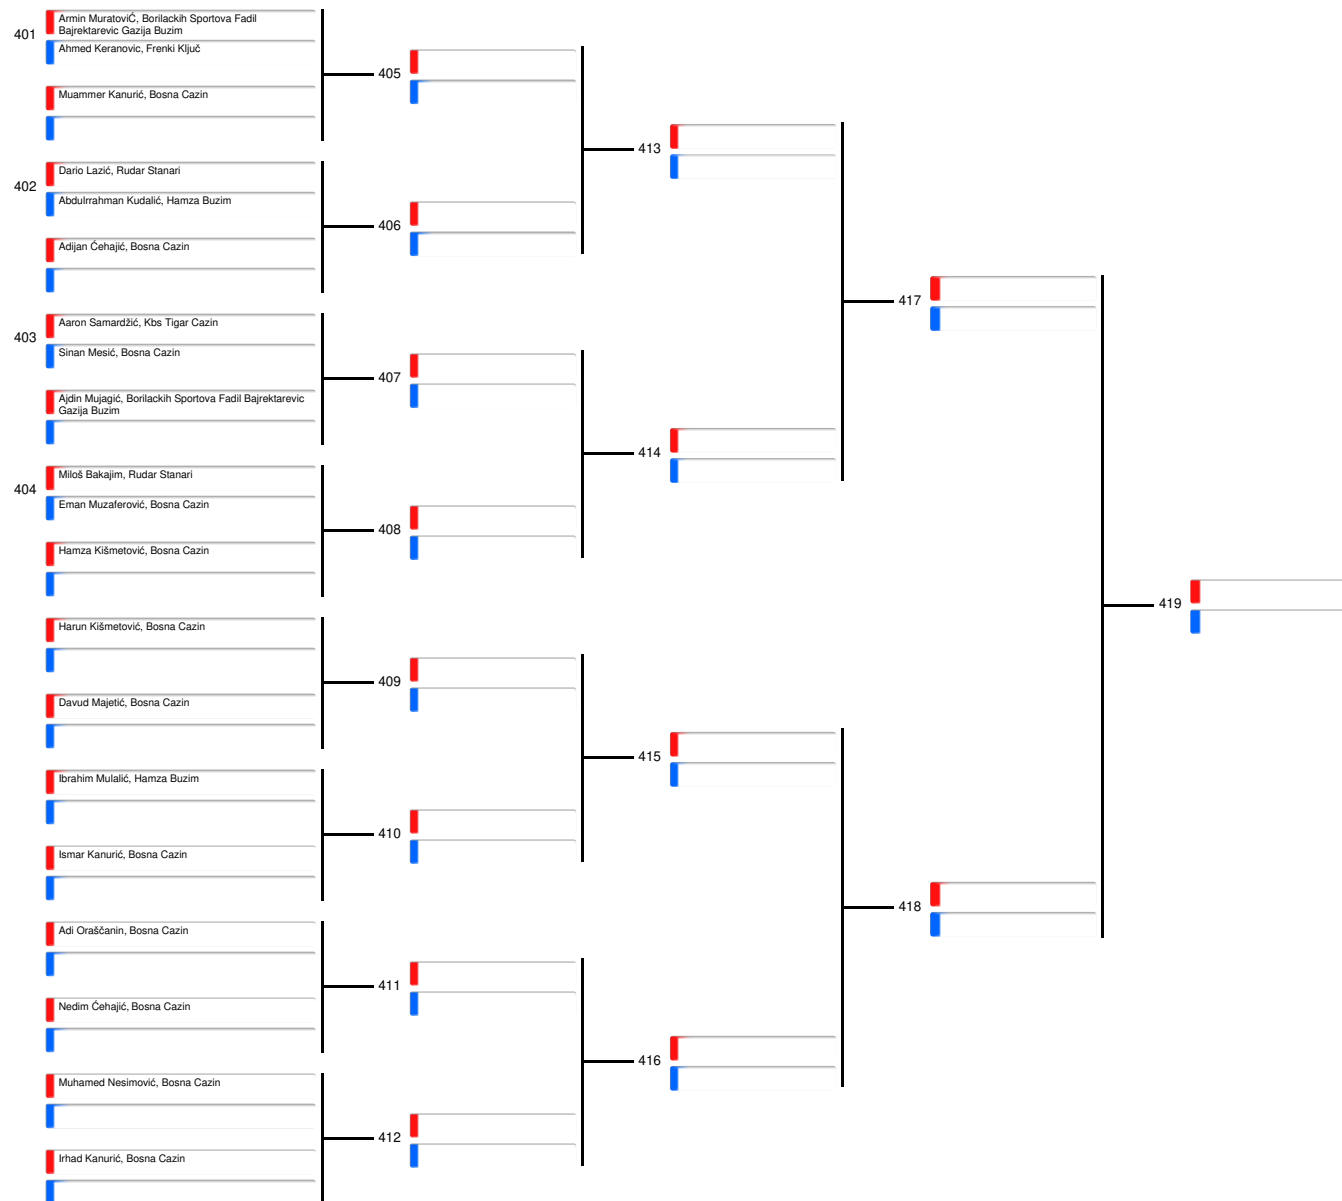 401
Armin MuratoviĆ, Borilackih Sportova Fadil
Bajrektarevic Gazija Buzim
Ahmed Keranovic, Frenki Ključ
Muammer Kanurić, Bosna Cazin
402
Dario Lazić, Rudar Stanari
Abdulrrahman Kudalić, Hamza Buzim
Adijan Ćehajić, Bosna Cazin
403
Aaron Samardžić, Kbs Tigar Cazin
Sinan Mesić, Bosna Cazin
Ajdin Mujagić, Borilackih Sportova Fadil Bajrektarevic
Gazija Buzim
404
Miloš Bakajim, Rudar Stanari
Eman Muzaferović, Bosna Cazin
Hamza Kišmetović, Bosna Cazin
Harun Kišmetović, Bosna Cazin
Davud Majetić, Bosna Cazin
Ibrahim Mulalić, Hamza Buzim
Ismar Kanurić, Bosna Cazin
Adi Oraščanin, Bosna Cazin
Nedim Ćehajić, Bosna Cazin
Muhamed Nesimović, Bosna Cazin
Irhad Kanurić, Bosna Cazin
405
406
407
408
409
410
411
412
413
414
415
416
417
418
419